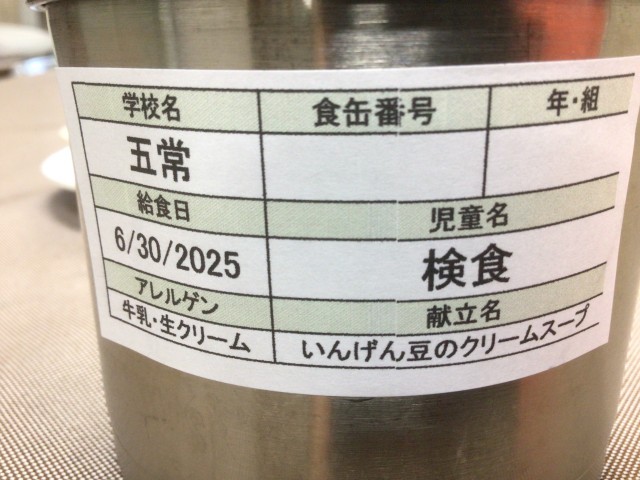 学校名 食缶番号 年・組
五常
給食日 児童名
6/30/2025 検食
アレルゲン 献立名
牛乳・生クリーム いんげん豆のクリームスープ